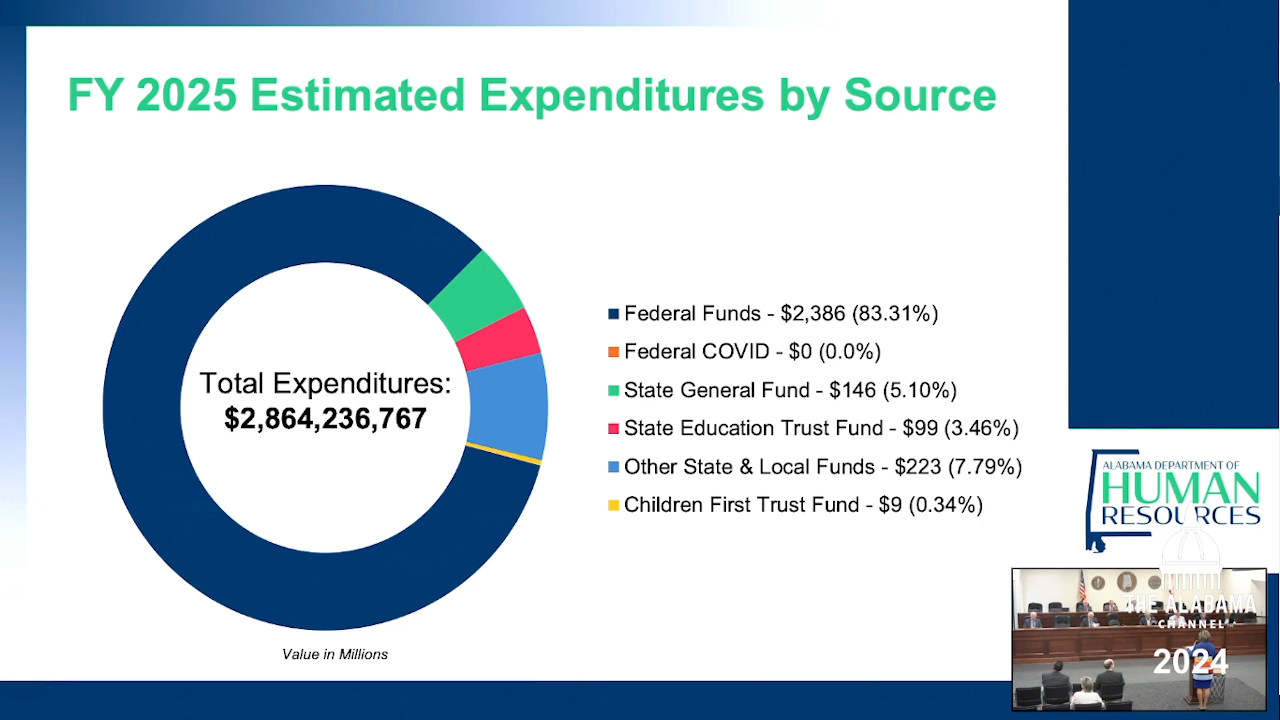 FY 2025 Estimated Expenditures by Source
Total Expenditures:
$2,864,236,767
Value in Millions
Federal Funds - $2,386 (83.31%)
Federal COVID - $0 (0.0%)
State General Fund - $146 (5.10%)
State Education Trust Fund - $99 (3.46%)
Other State & Local Funds - $223 (7.79%)
Children First Trust Fund - $9 (0.34%)
ALABAMA DEPARTMENT OF
HUMAN
RESOURCES
THE ALABAMA
CHANNEL
2024